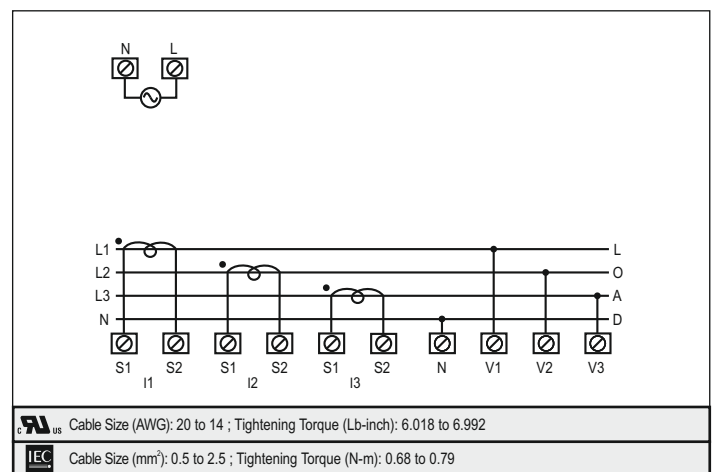 N L
L1 L
L2 O
L3 A
N D
S1 S2 S1 S2 S1 S2 N V1 V2 V3
I1 I2 I3
c RU us Cable Size (AWG): 20 to 14 ; Tightening Torque (Lb-inch): 6.018 to 6.992
IEC Cable Size (mm²): 0.5 to 2.5 ; Tightening Torque (N-m): 0.68 to 0.79